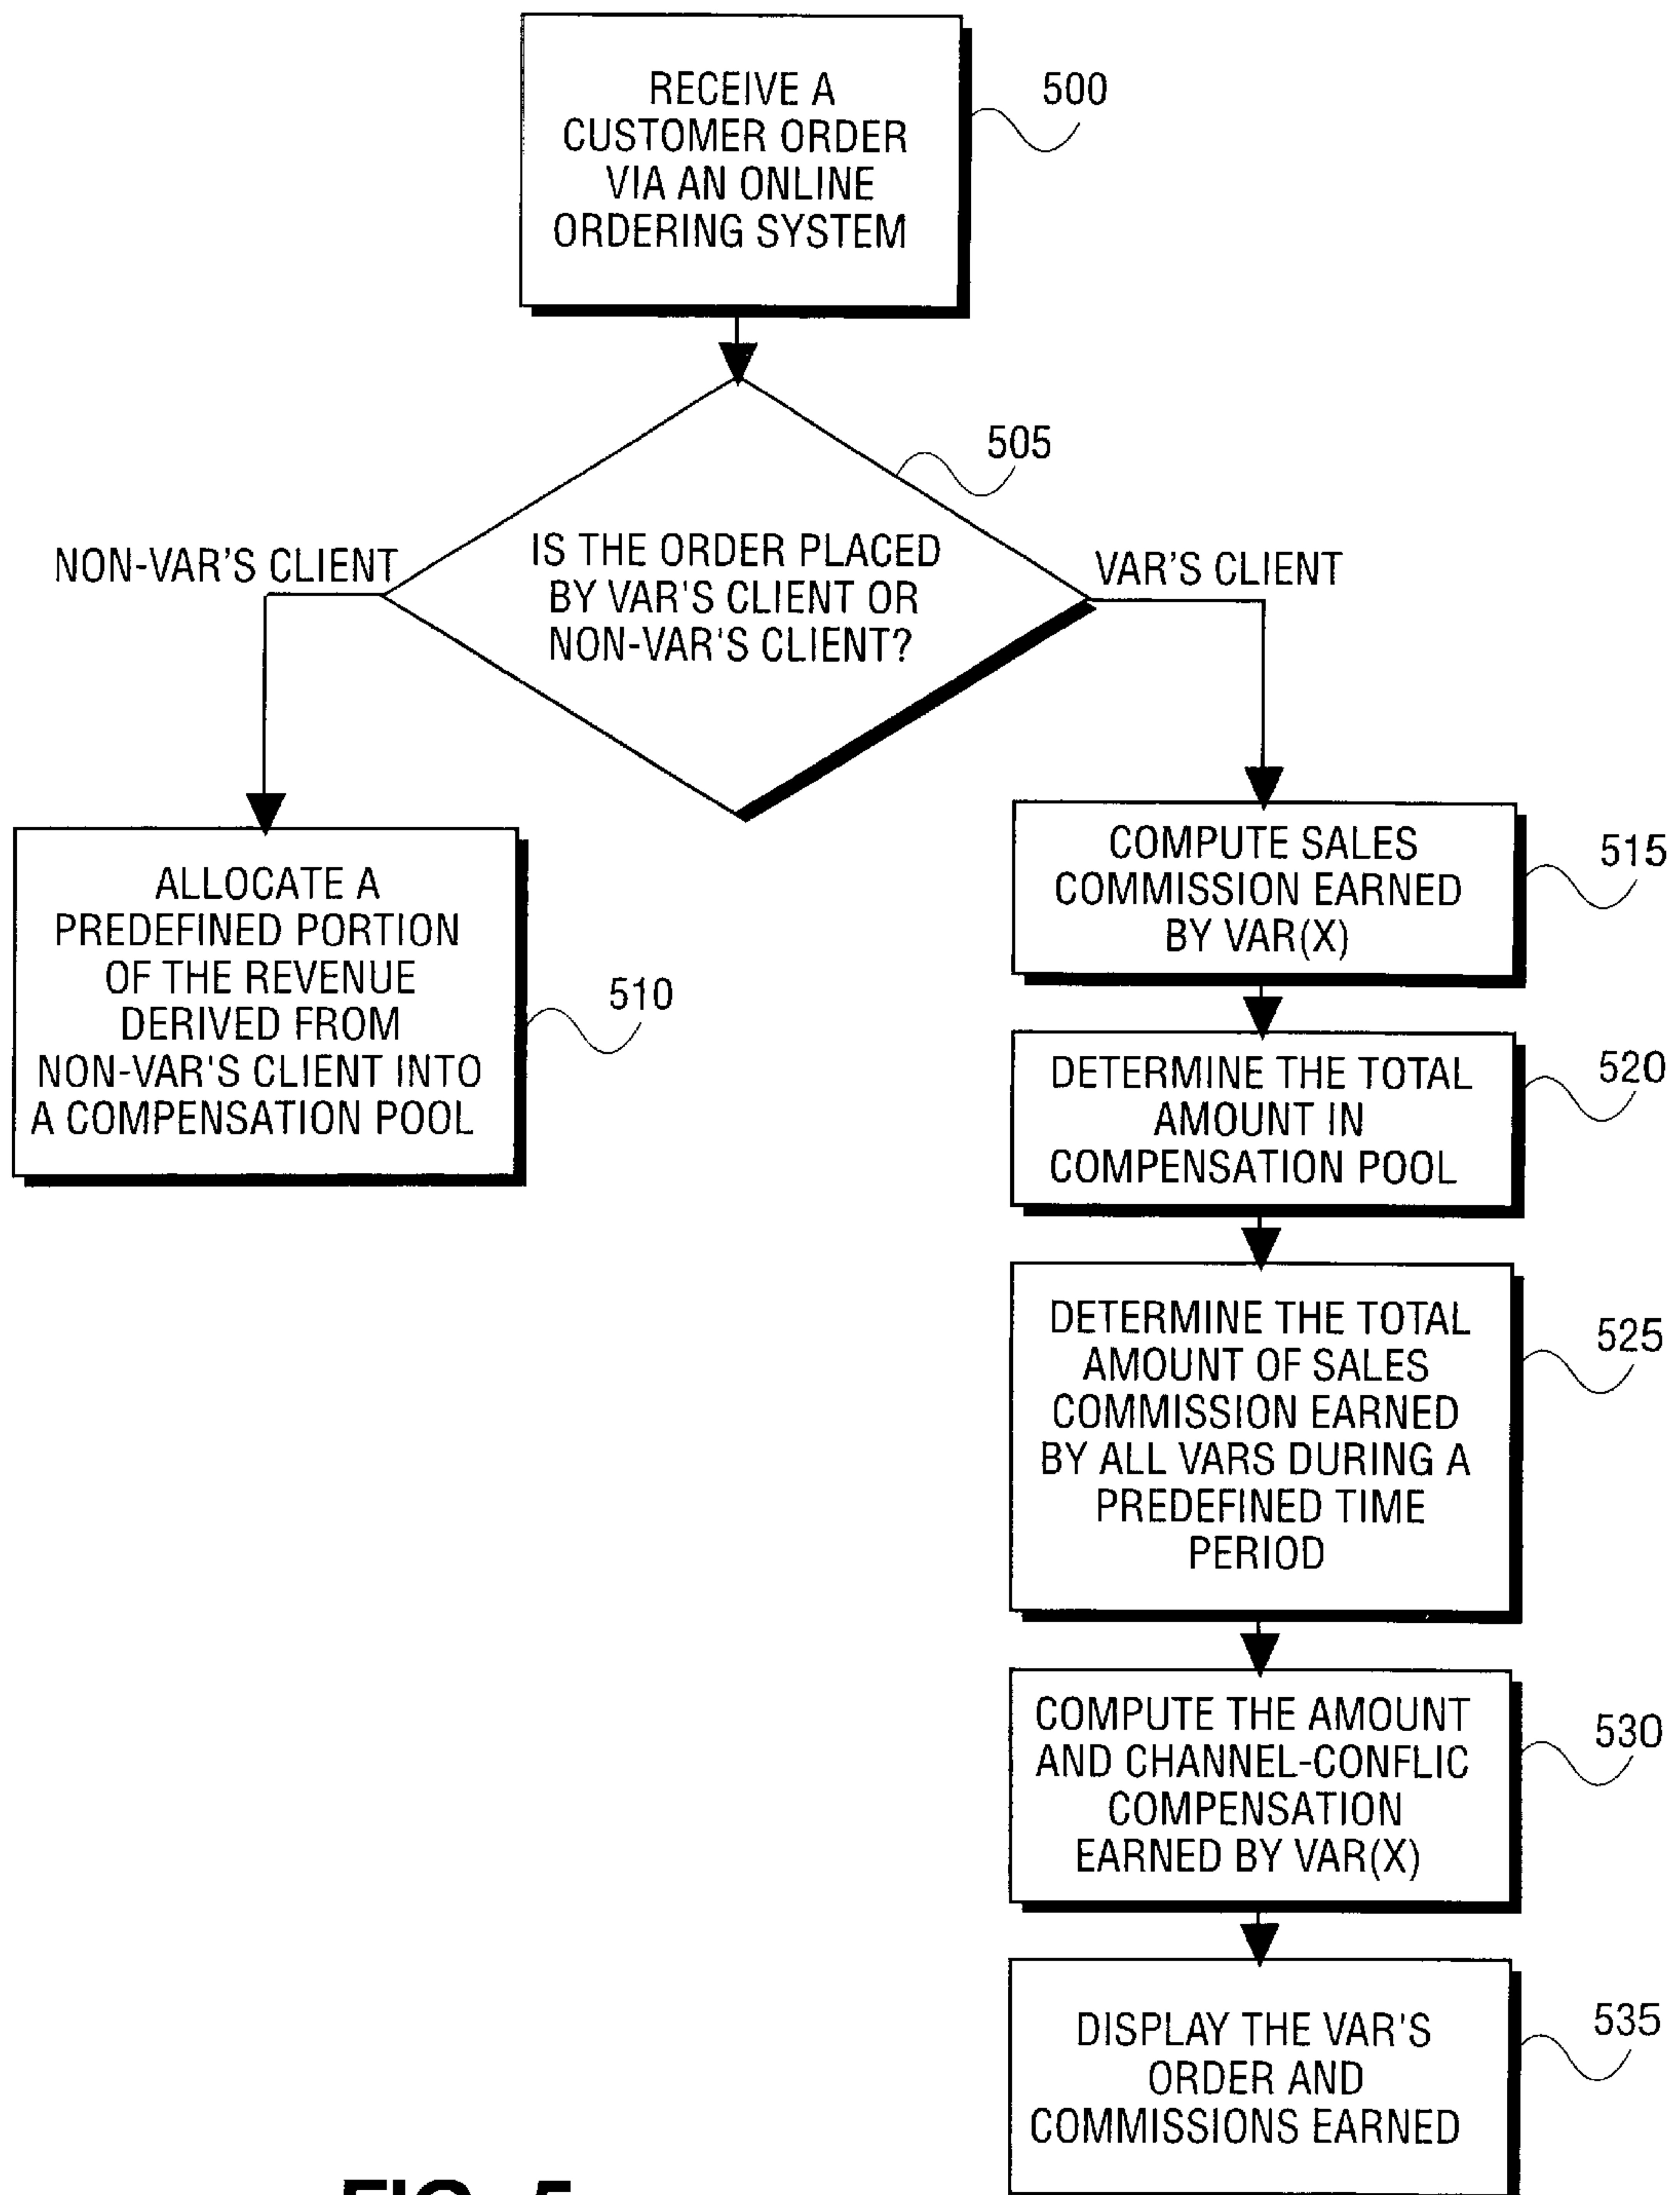 RECEIVE A
CUSTOMER ORDER
VIA AN ONLINE
ORDERING SYSTEM
500
505
IS THE ORDER PLACED
BY VAR'S CLIENT OR
NON-VAR'S CLIENT?
NON-VAR'S CLIENT
VAR'S CLIENT
ALLOCATE A
PREDEFINED PORTION
OF THE REVENUE
DERIVED FROM
NON-VAR'S CLIENT INTO
A COMPENSATION POOL
510
COMPUTE SALES
COMMISSION EARNED
BY VAR(X)
515
DETERMINE THE TOTAL
AMOUNT IN
COMPENSATION POOL
520
DETERMINE THE TOTAL
AMOUNT OF SALES
COMMISSION EARNED
BY ALL VARS DURING A
PREDEFINED TIME
PERIOD
525
COMPUTE THE AMOUNT
AND CHANNEL-CONFLIC
COMPENSATION
EARNED BY VAR(X)
530
DISPLAY THE VAR'S
ORDER AND
COMMISSIONS EARNED
535
FIG. 5